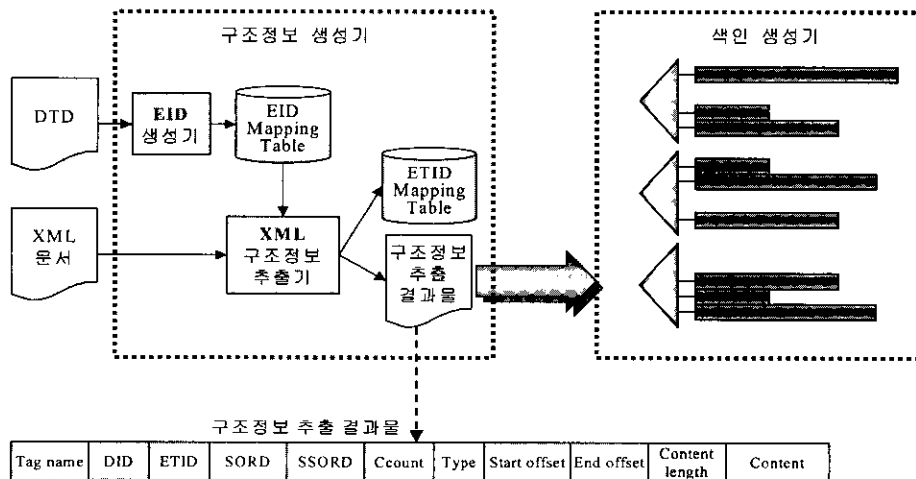 구조정보 생성기
색인 생성기
DTD
EID
생성기
EID
Mapping
Table
ETID
Mapping
Table
XML
문서
XML
구조정보
추출기
구조정보
추출
결과물
구조정보 추출 결과물
Tag name DID ETID SORD SSORD Ccount Type Start offset End offset Content length Content